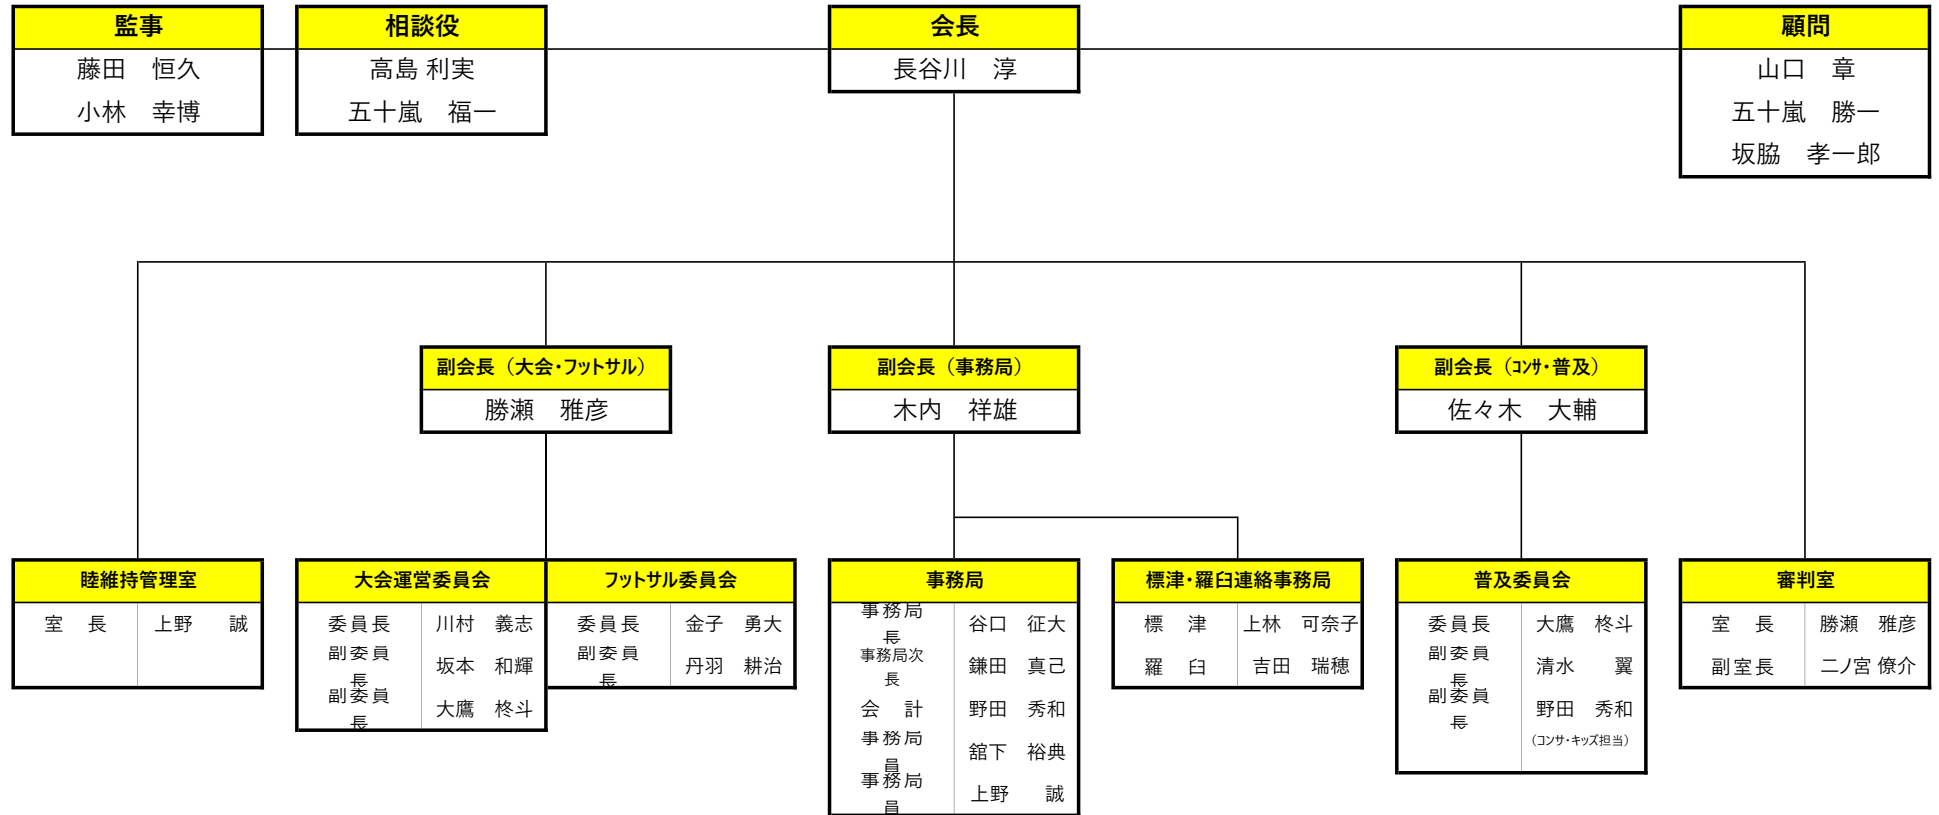 監事
藤田　恒久
小林　幸博
相談役
高島 利実
五十嵐　福一
会長
長谷川　淳
顧問
山口　章
五十嵐　勝一
坂脇　孝一郎
副会長（大会・フットサル）
勝瀬　雅彦
副会長（事務局）
木内　祥雄
副会長（ｺﾝｻ・普及）
佐々木　大輔
睦維持管理室
室　長　上野　　誠
大会運営委員会
委員長　川村　義志
副委員長　坂本　和輝
副委員長　大鷹　柊斗
フットサル委員会
委員長　金子　勇大
副委員長　丹羽　耕治
事務局
事務局長　谷口　征大
事務局次長　鎌田　真己
会　計　野田　秀和
事務局員　舘下　裕典
事務局員　上野　　誠
標津・羅臼連絡事務局
標　津　上林　可奈子
羅　臼　吉田　瑞穂
普及委員会
委員長　大鷹　柊斗
副委員長　清水　　翼
副委員長　野田　秀和
（コンサ・キッズ担当）
審判室
室　長　勝瀬　雅彦
副室長　二ノ宮 僚介